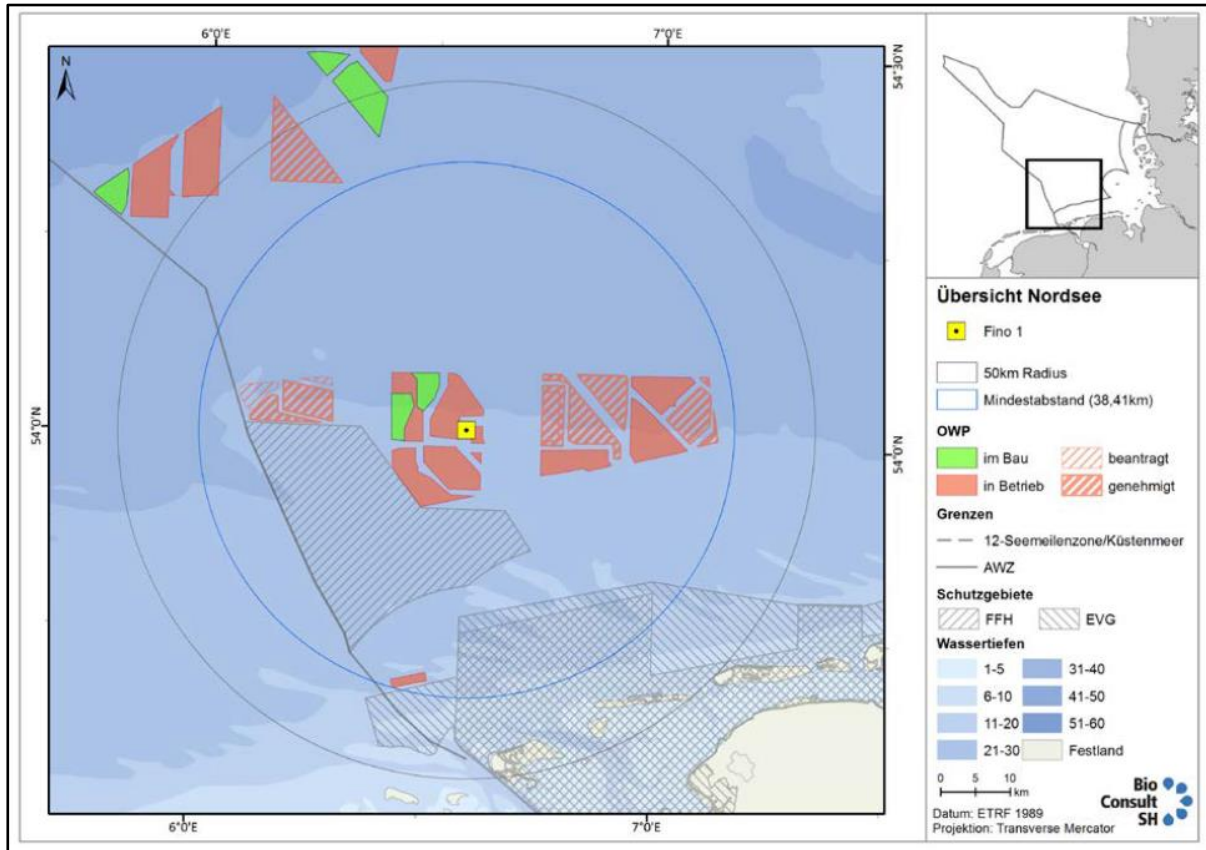 6°0'E
7°0'E
N
54°30'
54°0'N
54°0'N
6°0'E
7°0'E
Übersicht Nordsee
Fino 1
50km Radius
Mindestabstand (38,41km)
OWP
im Bau
beantragt
in Betrieb
genehmigt
Grenzen
12-Seemeilenzone/Küstenmeer
AWZ
Schutzgebiete
FFH
EVG
Wassertiefen
1-5
31-40
6-10
41-50
11-20
51-60
21-30
Festland
0 5 10
km
Datum: ETRF 1989
Projektion: Transverse Mercator
Bio
Consult
SH